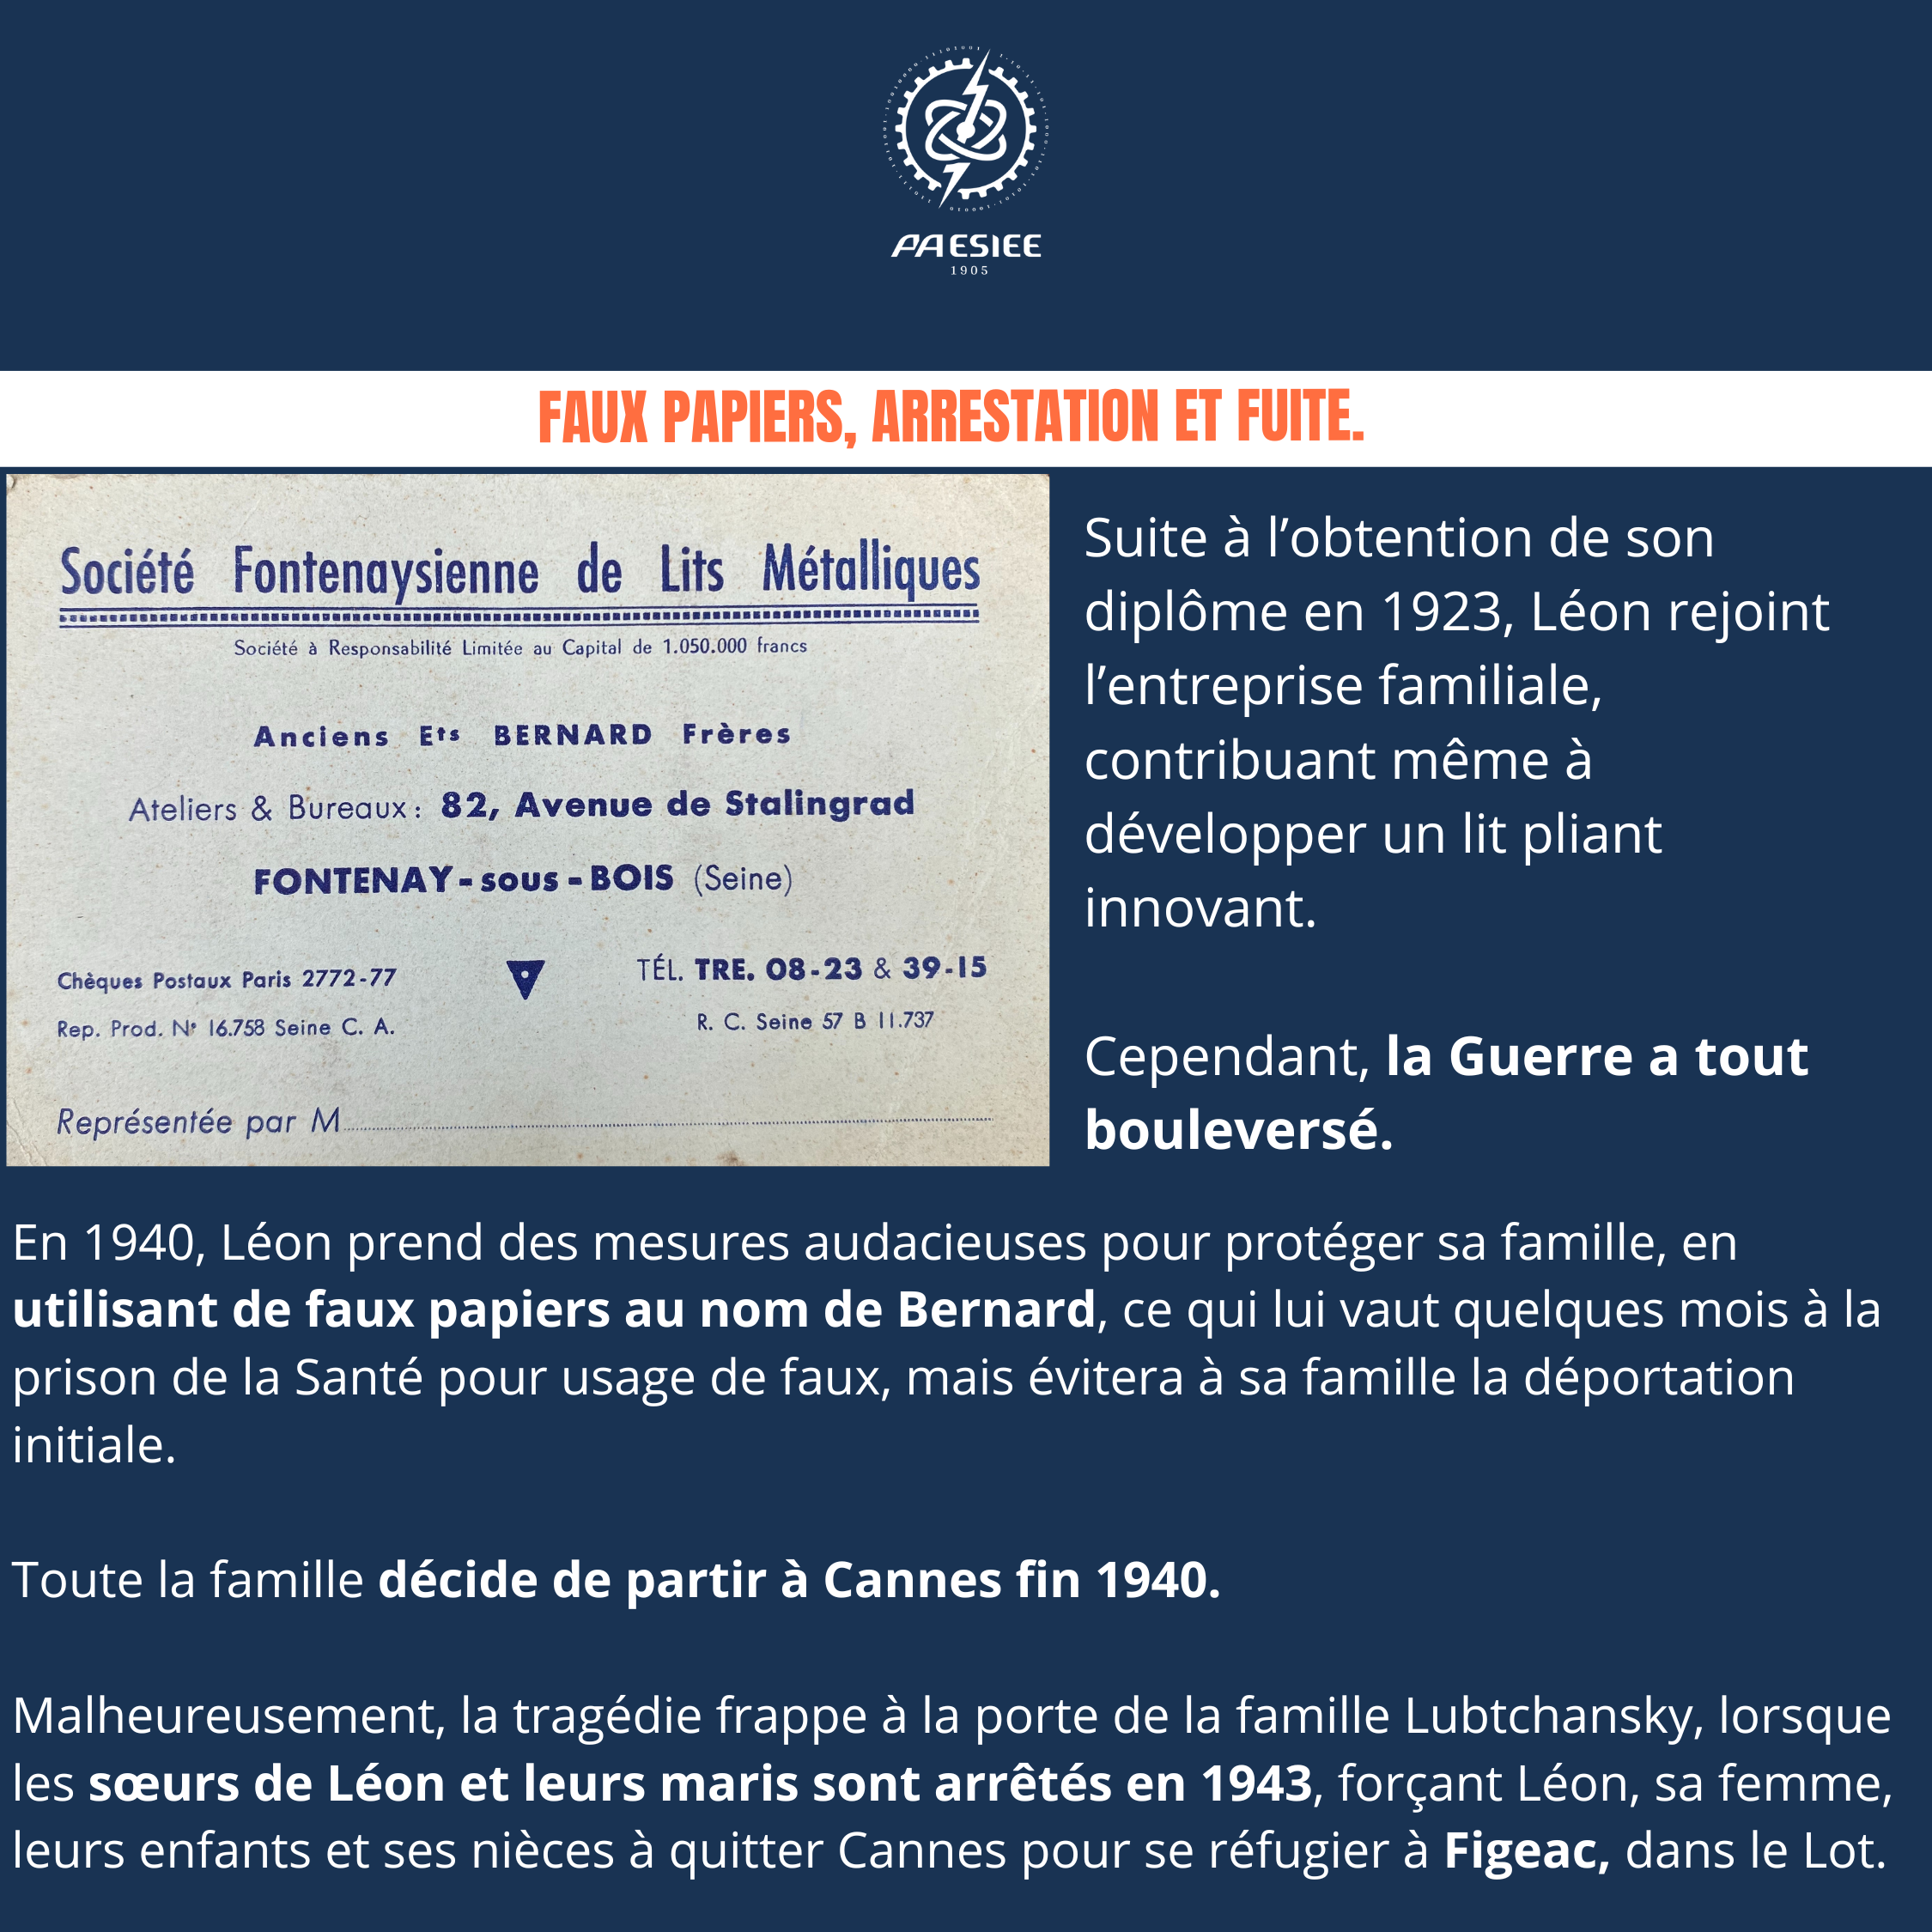 AAESIEE
1905
FAUX PAPIERS, ARRESTATION ET FUITE.
Société Fontenaysienne de Lits Métalliques
Société à Responsabilité Limitée au Capital de 1.050.000 francs
Anciens Ets BERNARD Frères
Ateliers & Bureaux : 82, Avenue de Stalingrad
FONTENAY-sous-BOIS (Seine)
Chèques Postaux Paris 2772-77
TÉL. TRE. 08-23 & 39-15
Rep. Prod. N° 16.758 Seine C. A.
R. C. Seine 57 B 11.737
Représentée par M
Suite à l’obtention de son
diplôme en 1923, Léon rejoint
l’entreprise familiale,
contribuant même à
développer un lit pliant
innovant.
Cependant, la Guerre a tout
bouleversé.
En 1940, Léon prend des mesures audacieuses pour protéger sa famille, en
utilisant de faux papiers au nom de Bernard, ce qui lui vaut quelques mois à la
prison de la Santé pour usage de faux, mais évitera à sa famille la déportation
initiale.
Toute la famille décide de partir à Cannes fin 1940.
Malheureusement, la tragédie frappe à la porte de la famille Lubtchansky, lorsque
les sœurs de Léon et leurs maris sont arrêtés en 1943, forçant Léon, sa femme,
leurs enfants et ses nièces à quitter Cannes pour se réfugier à Figeac, dans le Lot.